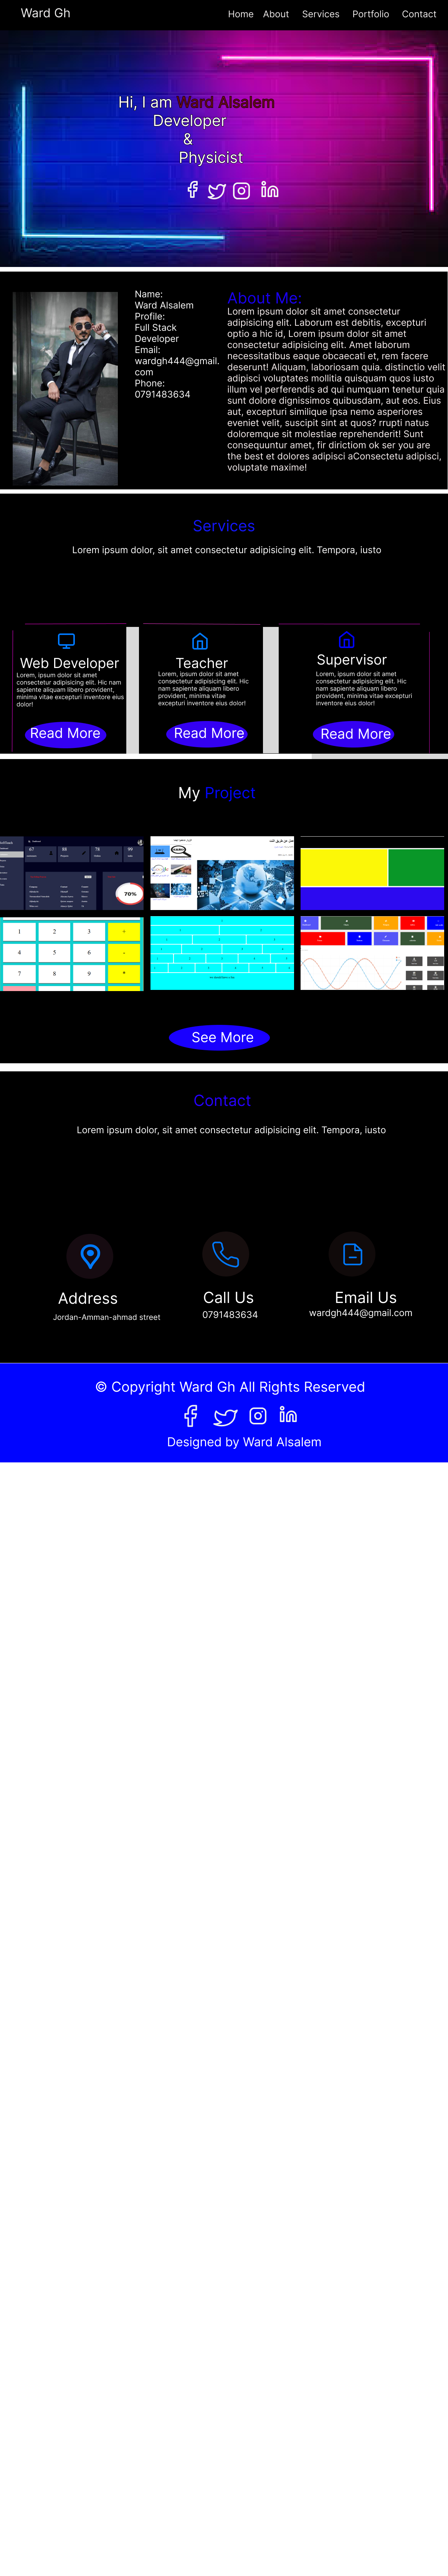 Ward Gh
Home About Services Portfolio Contact
Hi, I am Ward Alsalem
Developer
&
Physicist
Name:
Ward Alsalem
Profile:
Full Stack
Developer
Email:
wardgh444@gmail.
com
Phone:
0791483634
About Me:
Lorem ipsum dolor sit amet consectetur
adipisicing elit. Laborum est debitis, excepturi
optio a hic id, Lorem ipsum dolor sit amet
consectetur adipisicing elit. Amet laborum
necessitatibus eaque obcaecati et, rem facere
deserunt! Aliquam, laboriosam quia. distinctio velit
adipisci voluptates mollitia quisquam quos iusto
illum vel perferendis ad qui numquam tenetur quia
sunt dolore dignissimos quibusdam, aut eos. Eius
aut, excepturi similique ipsa nemo asperiores
eveniet velit, suscipit sint at quos? rrupti natus
doloremque sit molestiae reprehenderit! Sunt
consequuntur amet, fir dirictiom ok ser you are
the best et dolores adipisci aConsectetu adipisci,
voluptate maxime!
Services
Lorem ipsum dolor, sit amet consectetur adipisicing elit. Tempora, iusto
Web Developer
Lorem ipsum dolor sit amet
consectetur adipisicing elit. Hic nam
sapiente aliquam libero provident,
minima vitae excepturi inventore eius
dolor!
Read More
Teacher
Lorem ipsum dolor sit amet
consectetur adipisicing elit. Hic
nam sapiente aliquam libero
provident, minima vitae
excepturi inventore eius dolor!
Read More
Supervisor
Lorem ipsum dolor sit amet
consectetur adipisicing elit. Hic
nam sapiente aliquam libero
provident, minima vitae
excepturi inventore eius dolor!
Read More
My Project
67 88 78 99
70%
1 2 3 +
4 5 6 -
7 8 9 *
See More
Contact
Lorem ipsum dolor, sit amet consectetur adipisicing elit. Tempora, iusto
Address
Jordan-Amman-ahmad street
Call Us
0791483634
Email Us
wardgh444@gmail.com
© Copyright Ward Gh All Rights Reserved
Designed by Ward Alsalem